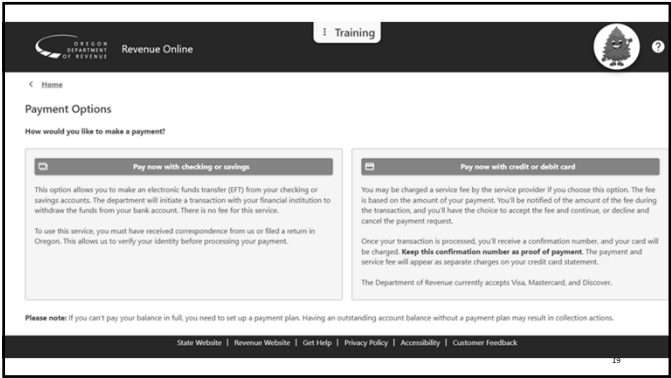 ⋮ Training
OREGON
DEPARTMENT
OF REVENUE
Revenue Online
?
< Home
Payment Options
How would you like to make a payment?
Pay now with checking or savings
This option allows you to make an electronic funds transfer (EFT) from your checking or
savings accounts. The department will initiate a transaction with your financial institution to
withdraw the funds from your bank account. There is no fee for this service.
To use this service, you must have received correspondence from us or filed a return in
Oregon. This allows us to verify your identity before processing your payment.
Pay now with credit or debit card
You may be charged a service fee by the service provider if you choose this option. The fee
is based on the amount of your payment. You'll be notified of the amount of the fee during
the transaction, and you'll have the choice to accept the fee and continue, or decline and
cancel the payment request.
Once your transaction is processed, you'll receive a confirmation number, and your card will
be charged. Keep this confirmation number as proof of payment. The payment and
service fee will appear as separate charges on your credit card statement.
The Department of Revenue currently accepts Visa, Mastercard, and Discover.
Please note: If you can't pay your balance in full, you need to set up a payment plan. Having an outstanding account balance without a payment plan may result in collection actions.
State Website | Revenue Website | Get Help | Privacy Policy | Accessibility | Customer Feedback
19